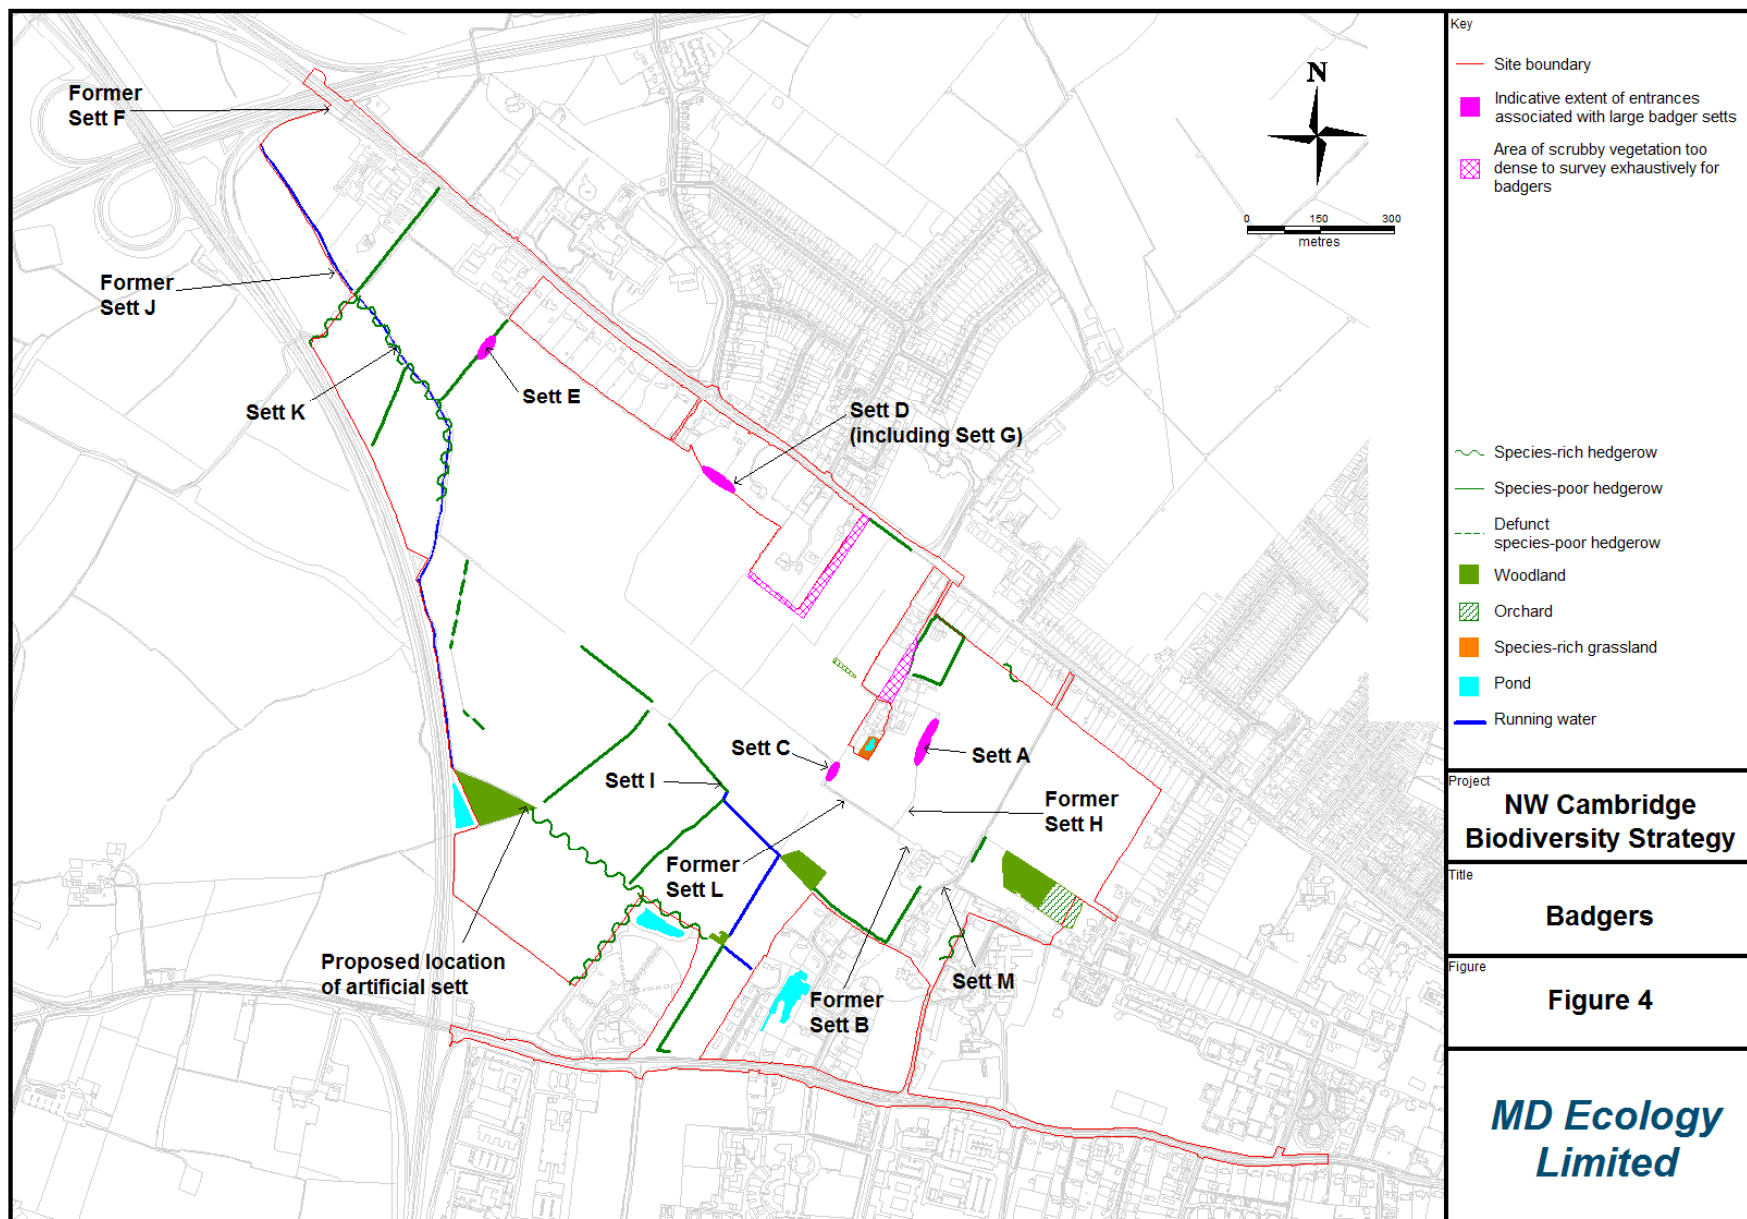 Former
Sett F
Former
Sett J
Sett K
Sett E
Sett D
(including Sett G)
Sett C
Sett A
Sett I
Former
Sett H
Former
Sett L
Proposed location
of artificial sett
Former
Sett B
Sett M
N
0 150 300
metres
Key
Site boundary
Indicative extent of entrances
associated with large badger setts
Area of scrubby vegetation too
dense to survey exhaustively for
badgers
Species-rich hedgerow
Species-poor hedgerow
Defunct
species-poor hedgerow
Woodland
Orchard
Species-rich grassland
Pond
Running water
Project
NW Cambridge
Biodiversity Strategy
Title
Badgers
Figure
Figure 4
MD Ecology
Limited